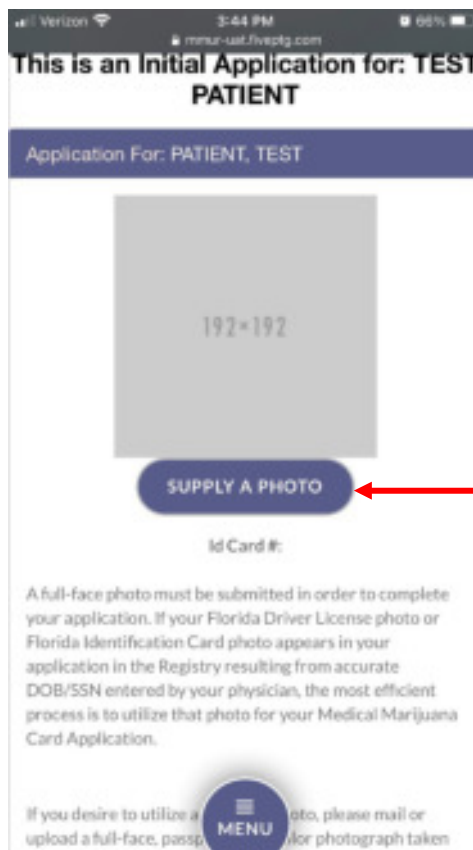 Verizon 3:44 PM 66%
mmur-uat.fiveptg.com
This is an Initial Application for: TEST
PATIENT
Application For: PATIENT, TEST
192×192
SUPPLY A PHOTO
Id Card #:
A full-face photo must be submitted in order to complete
your application. If your Florida Driver License photo or
Florida Identification Card photo appears in your
application in the Registry resulting from accurate
DOB/SSN entered by your physician, the most efficient
process is to utilize that photo for your Medical Marijuana
Card Application.
If you desire to utilize a oto, please mail or
MENU
upload a full-face, passp lor photograph taken